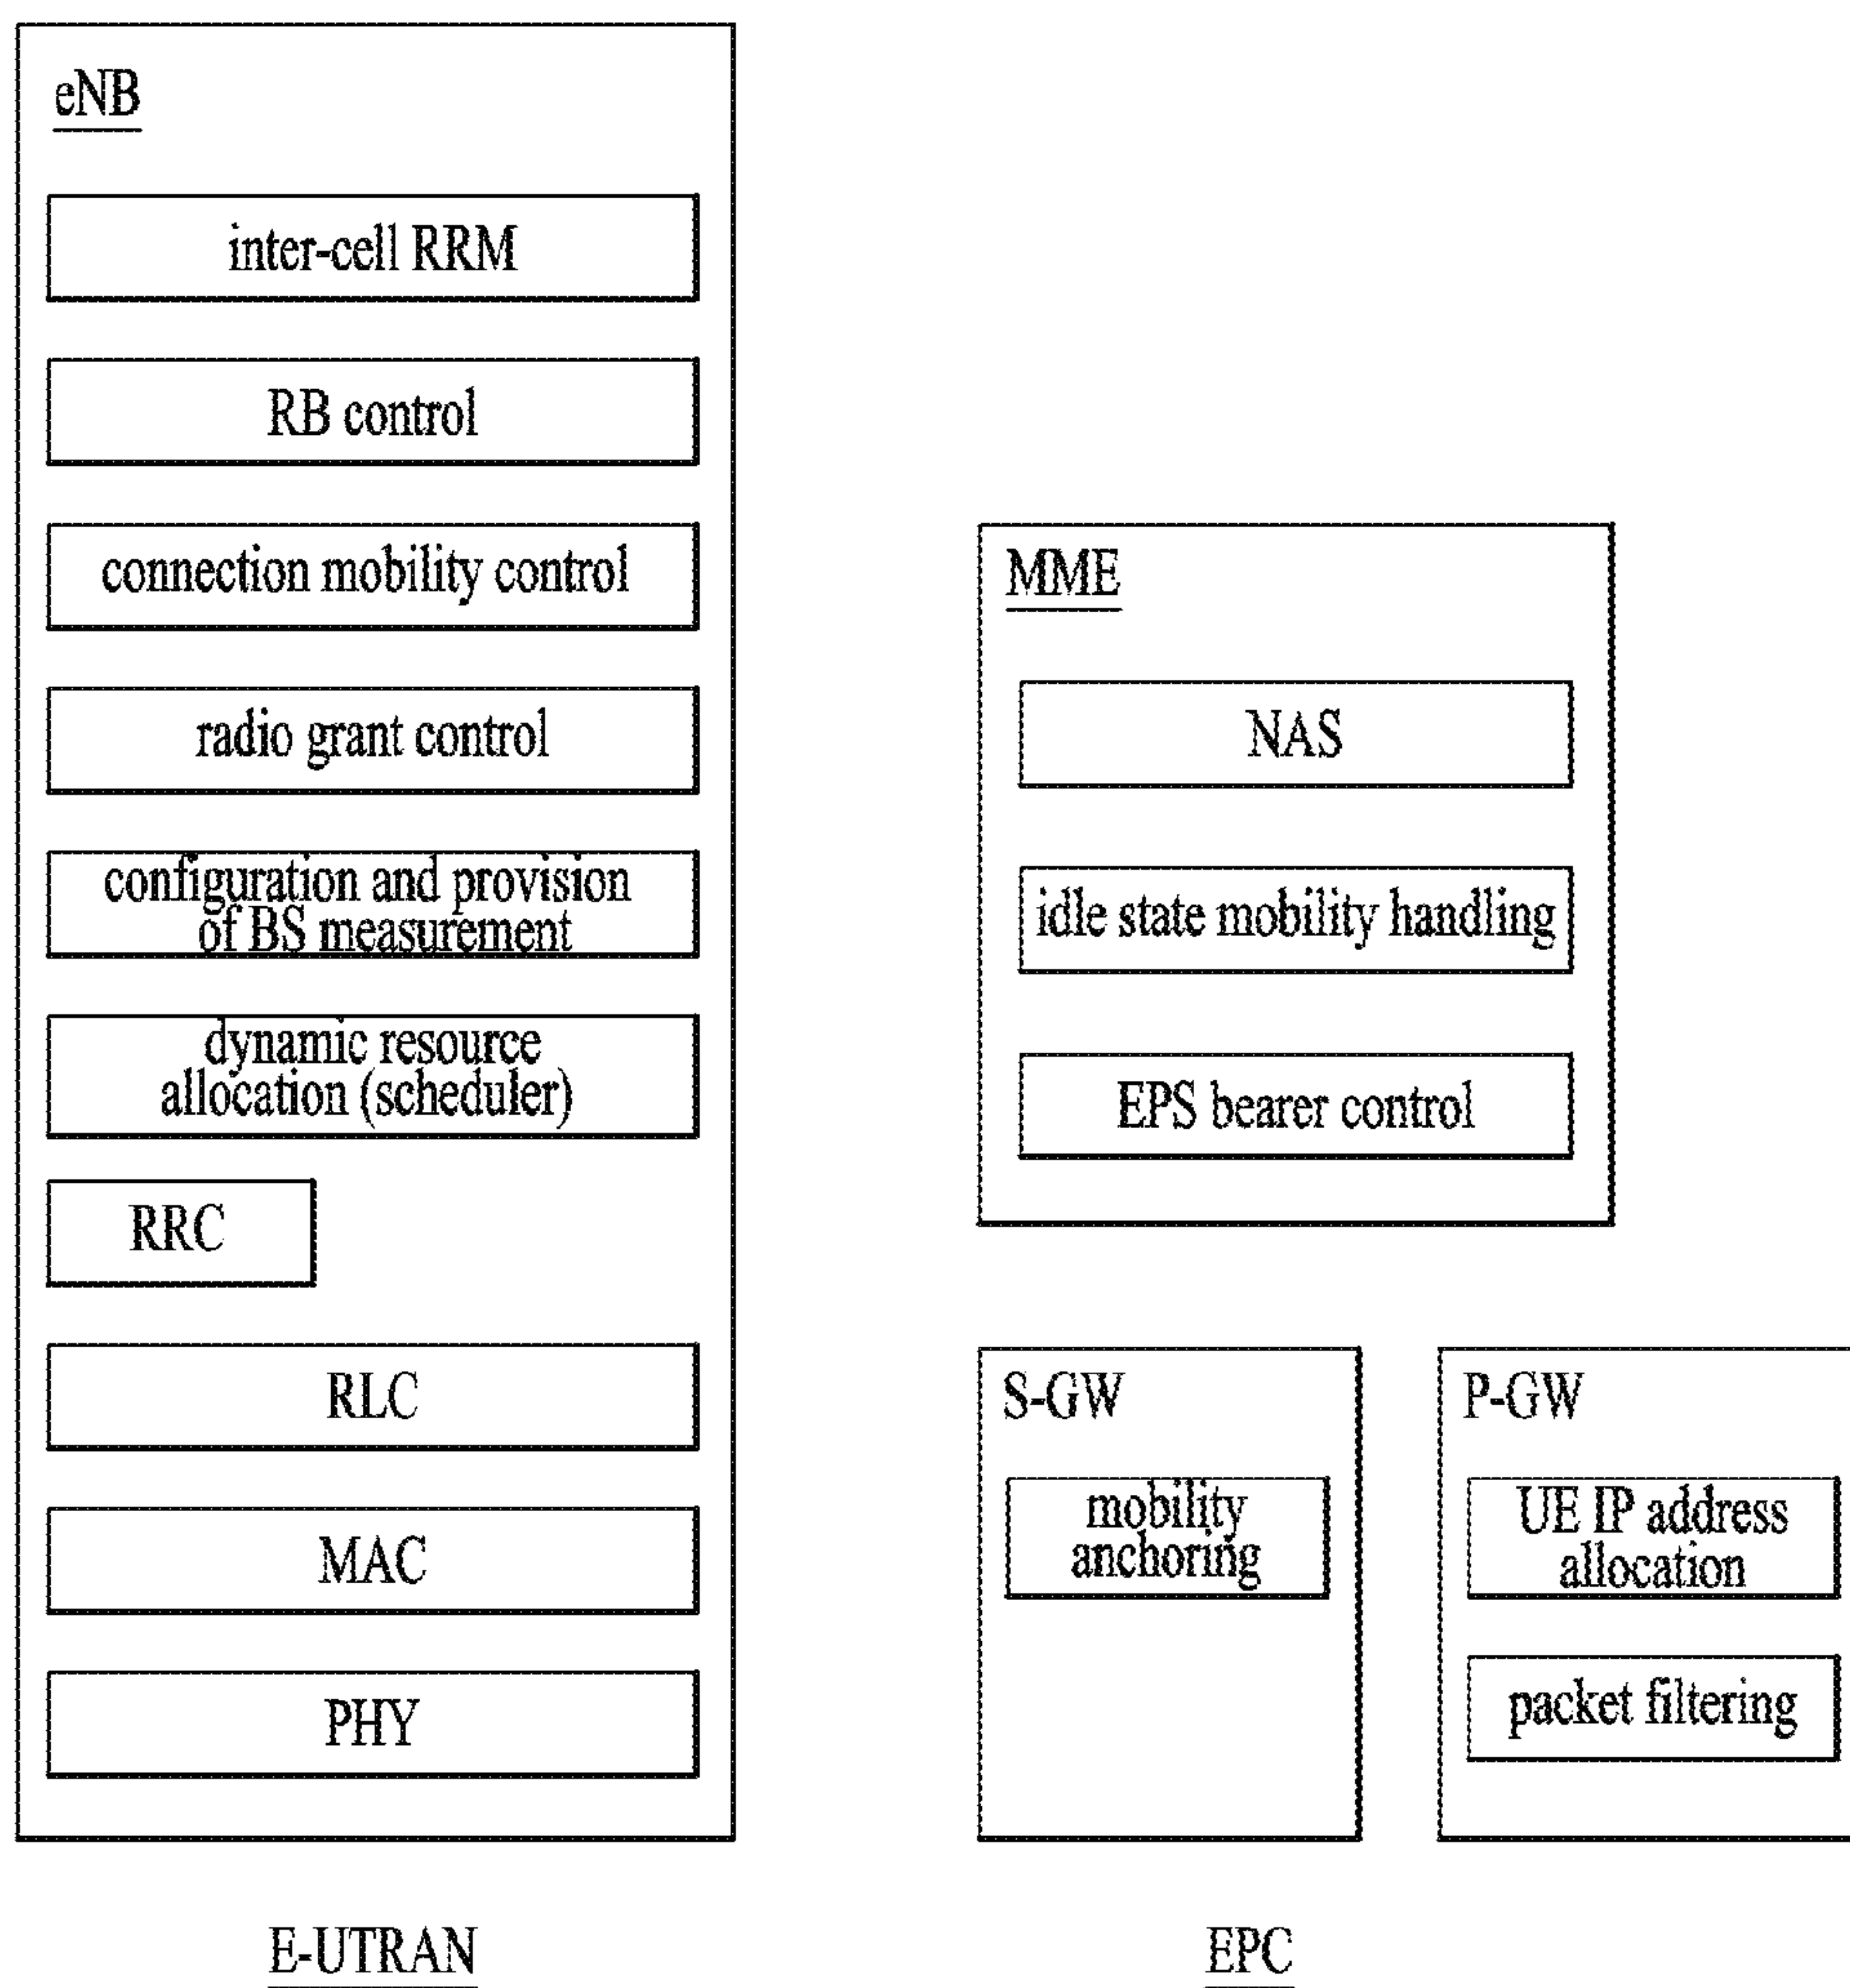 eNB
inter-cell RRM
RB control
connection mobility control
radio grant control
configuration and provision
of BS measurement
dynamic resource
allocation (scheduler)
RRC
RLC
MAC
PHY
E-UTRAN
MME
NAS
idle state mobility handling
EPS bearer control
S-GW
mobility
anchoring
P-GW
UE IP address
allocation
packet filtering
EPC